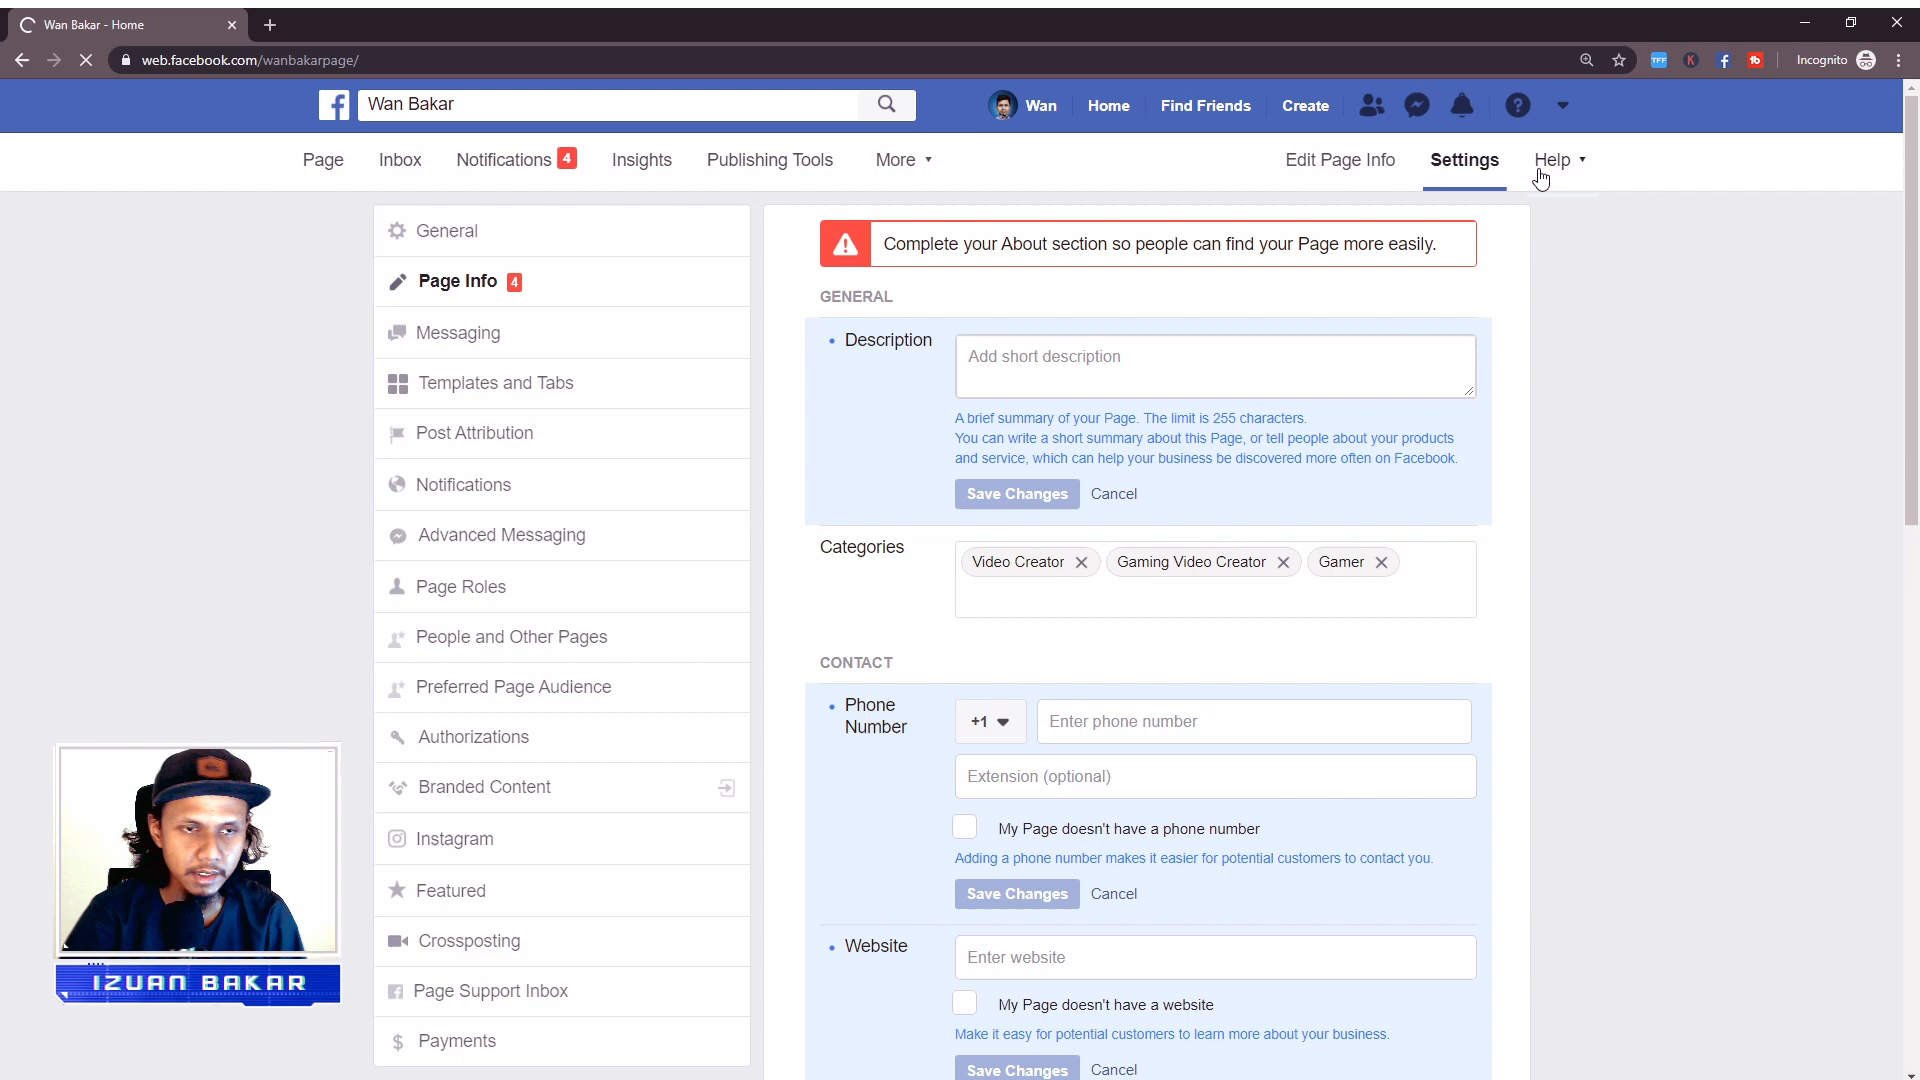 Wan Bakar - Home
web.facebook.com/wanbakarpage/
TFF
K
Incognito
Wan Bakar
Wan
Home
Find Friends
Create
Page
Inbox
Notifications 4
Insights
Publishing Tools
More
Edit Page Info
Settings
Help
General
Page Info 4
Messaging
Templates and Tabs
Post Attribution
Notifications
Advanced Messaging
Page Roles
People and Other Pages
Preferred Page Audience
Authorizations
Branded Content
Instagram
Featured
Crossposting
Page Support Inbox
Payments
Complete your About section so people can find your Page more easily.
GENERAL
Description
Add short description
A brief summary of your Page. The limit is 255 characters.
You can write a short summary about this Page, or tell people about your products
and service, which can help your business be discovered more often on Facebook.
Save Changes Cancel
Categories
Video Creator
Gaming Video Creator
Gamer
CONTACT
Phone
Number
+1
Enter phone number
Extension (optional)
My Page doesn't have a phone number
Adding a phone number makes it easier for potential customers to contact you.
Save Changes Cancel
Website
Enter website
My Page doesn't have a website
Make it easy for potential customers to learn more about your business.
Save Changes Cancel
IZUAN BAKAR